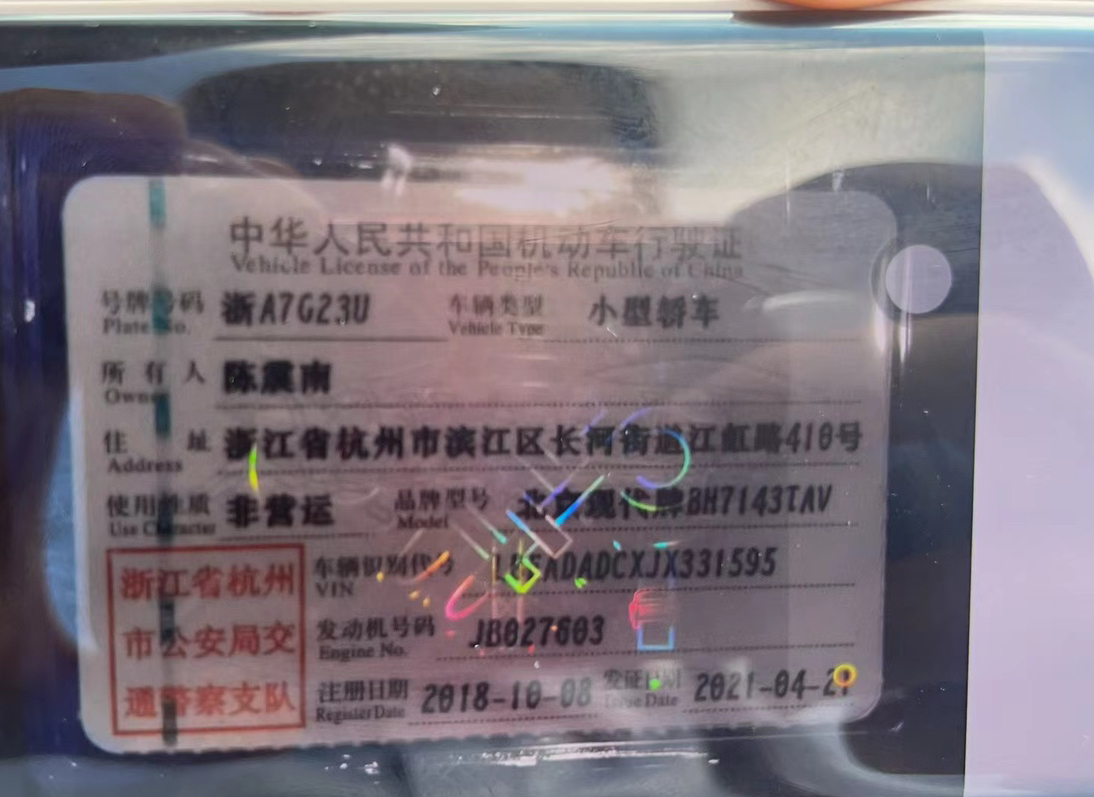 中华人民共和国机动车行驶证
Vehicle License of the People's Republic of China
号牌号码 浙A7G23U 车辆类型 小型轿车
Plate No. Vehicle Type
所有人 陈震南
Owner
住址 浙江省杭州市滨江区长河街道江虹路410号
Address
使用性质 非营运 品牌型号 北京现代牌BH7143TAV
Use Character Model
车辆识别代号
VIN
发动机号码 JB027603
Engine No.
注册日期 2018-10-08 发证日期
Register Date Issue Date
浙江省杭州
市公安局交
通警察支队